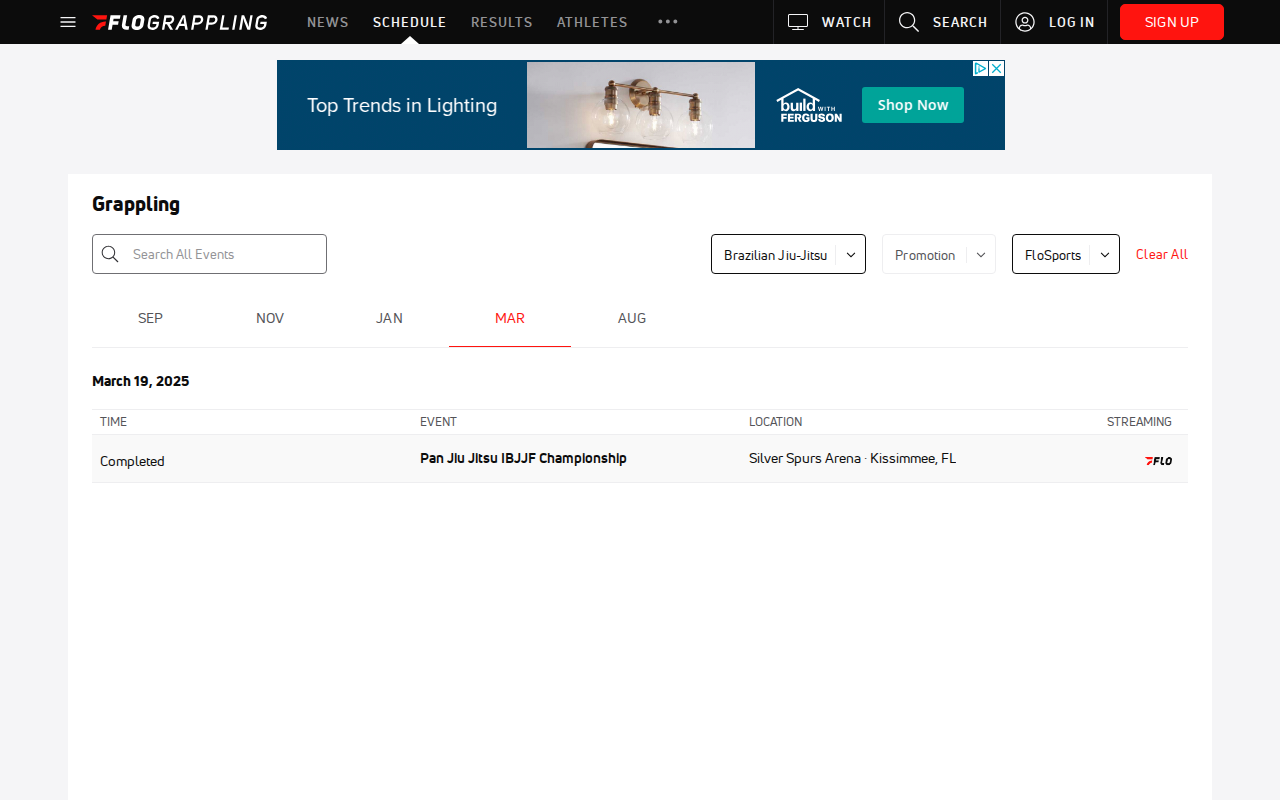 FLOGRAPPLING NEWS SCHEDULE RESULTS ATHLETES WATCH SEARCH LOG IN SIGN UP
Top Trends in Lighting build WITH FERGUSON Shop Now
Grappling
Search All Events Brazilian Jiu-Jitsu Promotion FloSports Clear All
SEP NOV JAN MAR AUG
March 19, 2025
TIME EVENT LOCATION STREAMING
Completed Pan Jiu Jitsu IBJJF Championship Silver Spurs Arena · Kissimmee, FL FLO